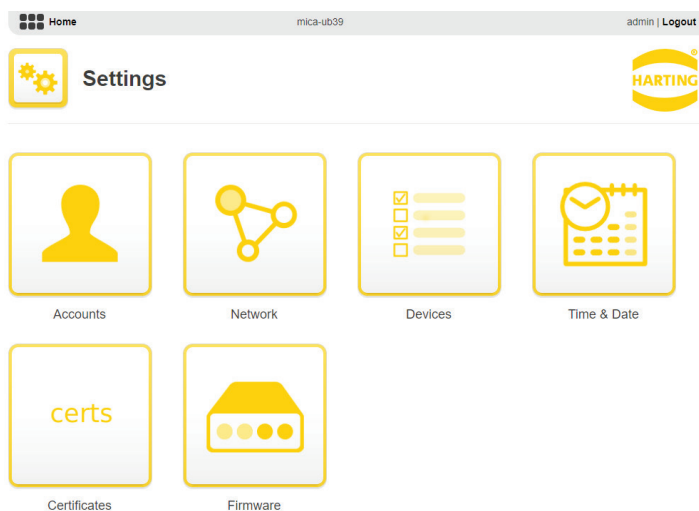 Home mica-ub39 admin | Logout
Settings
HARTING
®
Accounts Network Devices Time & Date
certs
Certificates Firmware